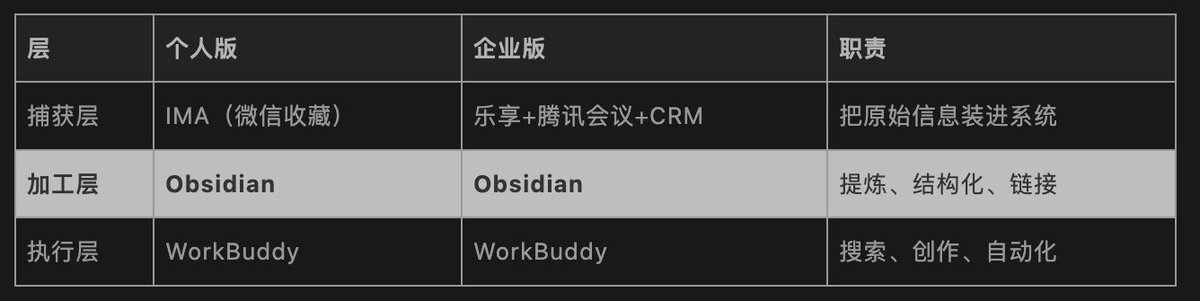 层 个人版 企业版 职责
捕获层 IMA（微信收藏） 乐享+腾讯会议+CRM 把原始信息装进系统
加工层 Obsidian Obsidian 提炼、结构化、链接
执行层 WorkBuddy WorkBuddy 搜索、创作、自动化